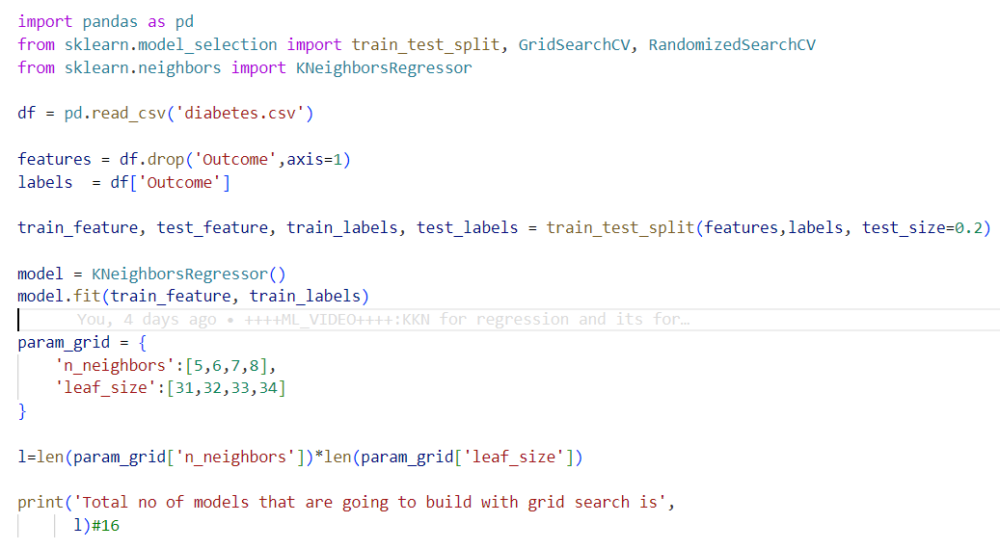 import pandas as pd
from sklearn.model_selection import train_test_split, GridSearchCV, RandomizedSearchCV
from sklearn.neighbors import KNeighborsRegressor
df = pd.read_csv('diabetes.csv')
features = df.drop('Outcome',axis=1)
labels  = df['Outcome']
train_feature, test_feature, train_labels, test_labels = train_test_split(features,labels, test_size=0.2)
model = KNeighborsRegressor()
model.fit(train_feature, train_labels)
You, 4 days ago • ++++ML_VIDEO++++:KKN for regression and its for…
param_grid = {
    'n_neighbors':[5,6,7,8],
    'leaf_size':[31,32,33,34]
}
l=len(param_grid['n_neighbors'])*len(param_grid['leaf_size'])
print('Total no of models that are going to build with grid search is',
      l)#16